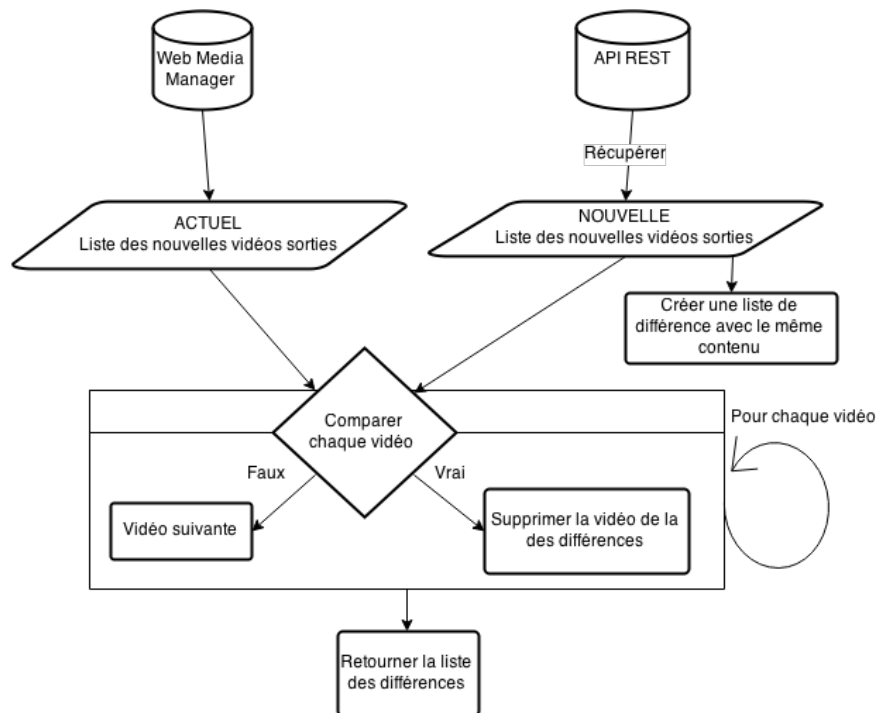 Web Media
Manager
API REST
Récupérer
ACTUEL
Liste des nouvelles vidéos sorties
NOUVELLE
Liste des nouvelles vidéos sorties
Créer une liste de
différence avec le même
contenu
Comparer
chaque vidéo
Pour chaque vidéo
Faux
Vrai
Vidéo suivante
Supprimer la vidéo de la
des différences
Retourner la liste
des différences